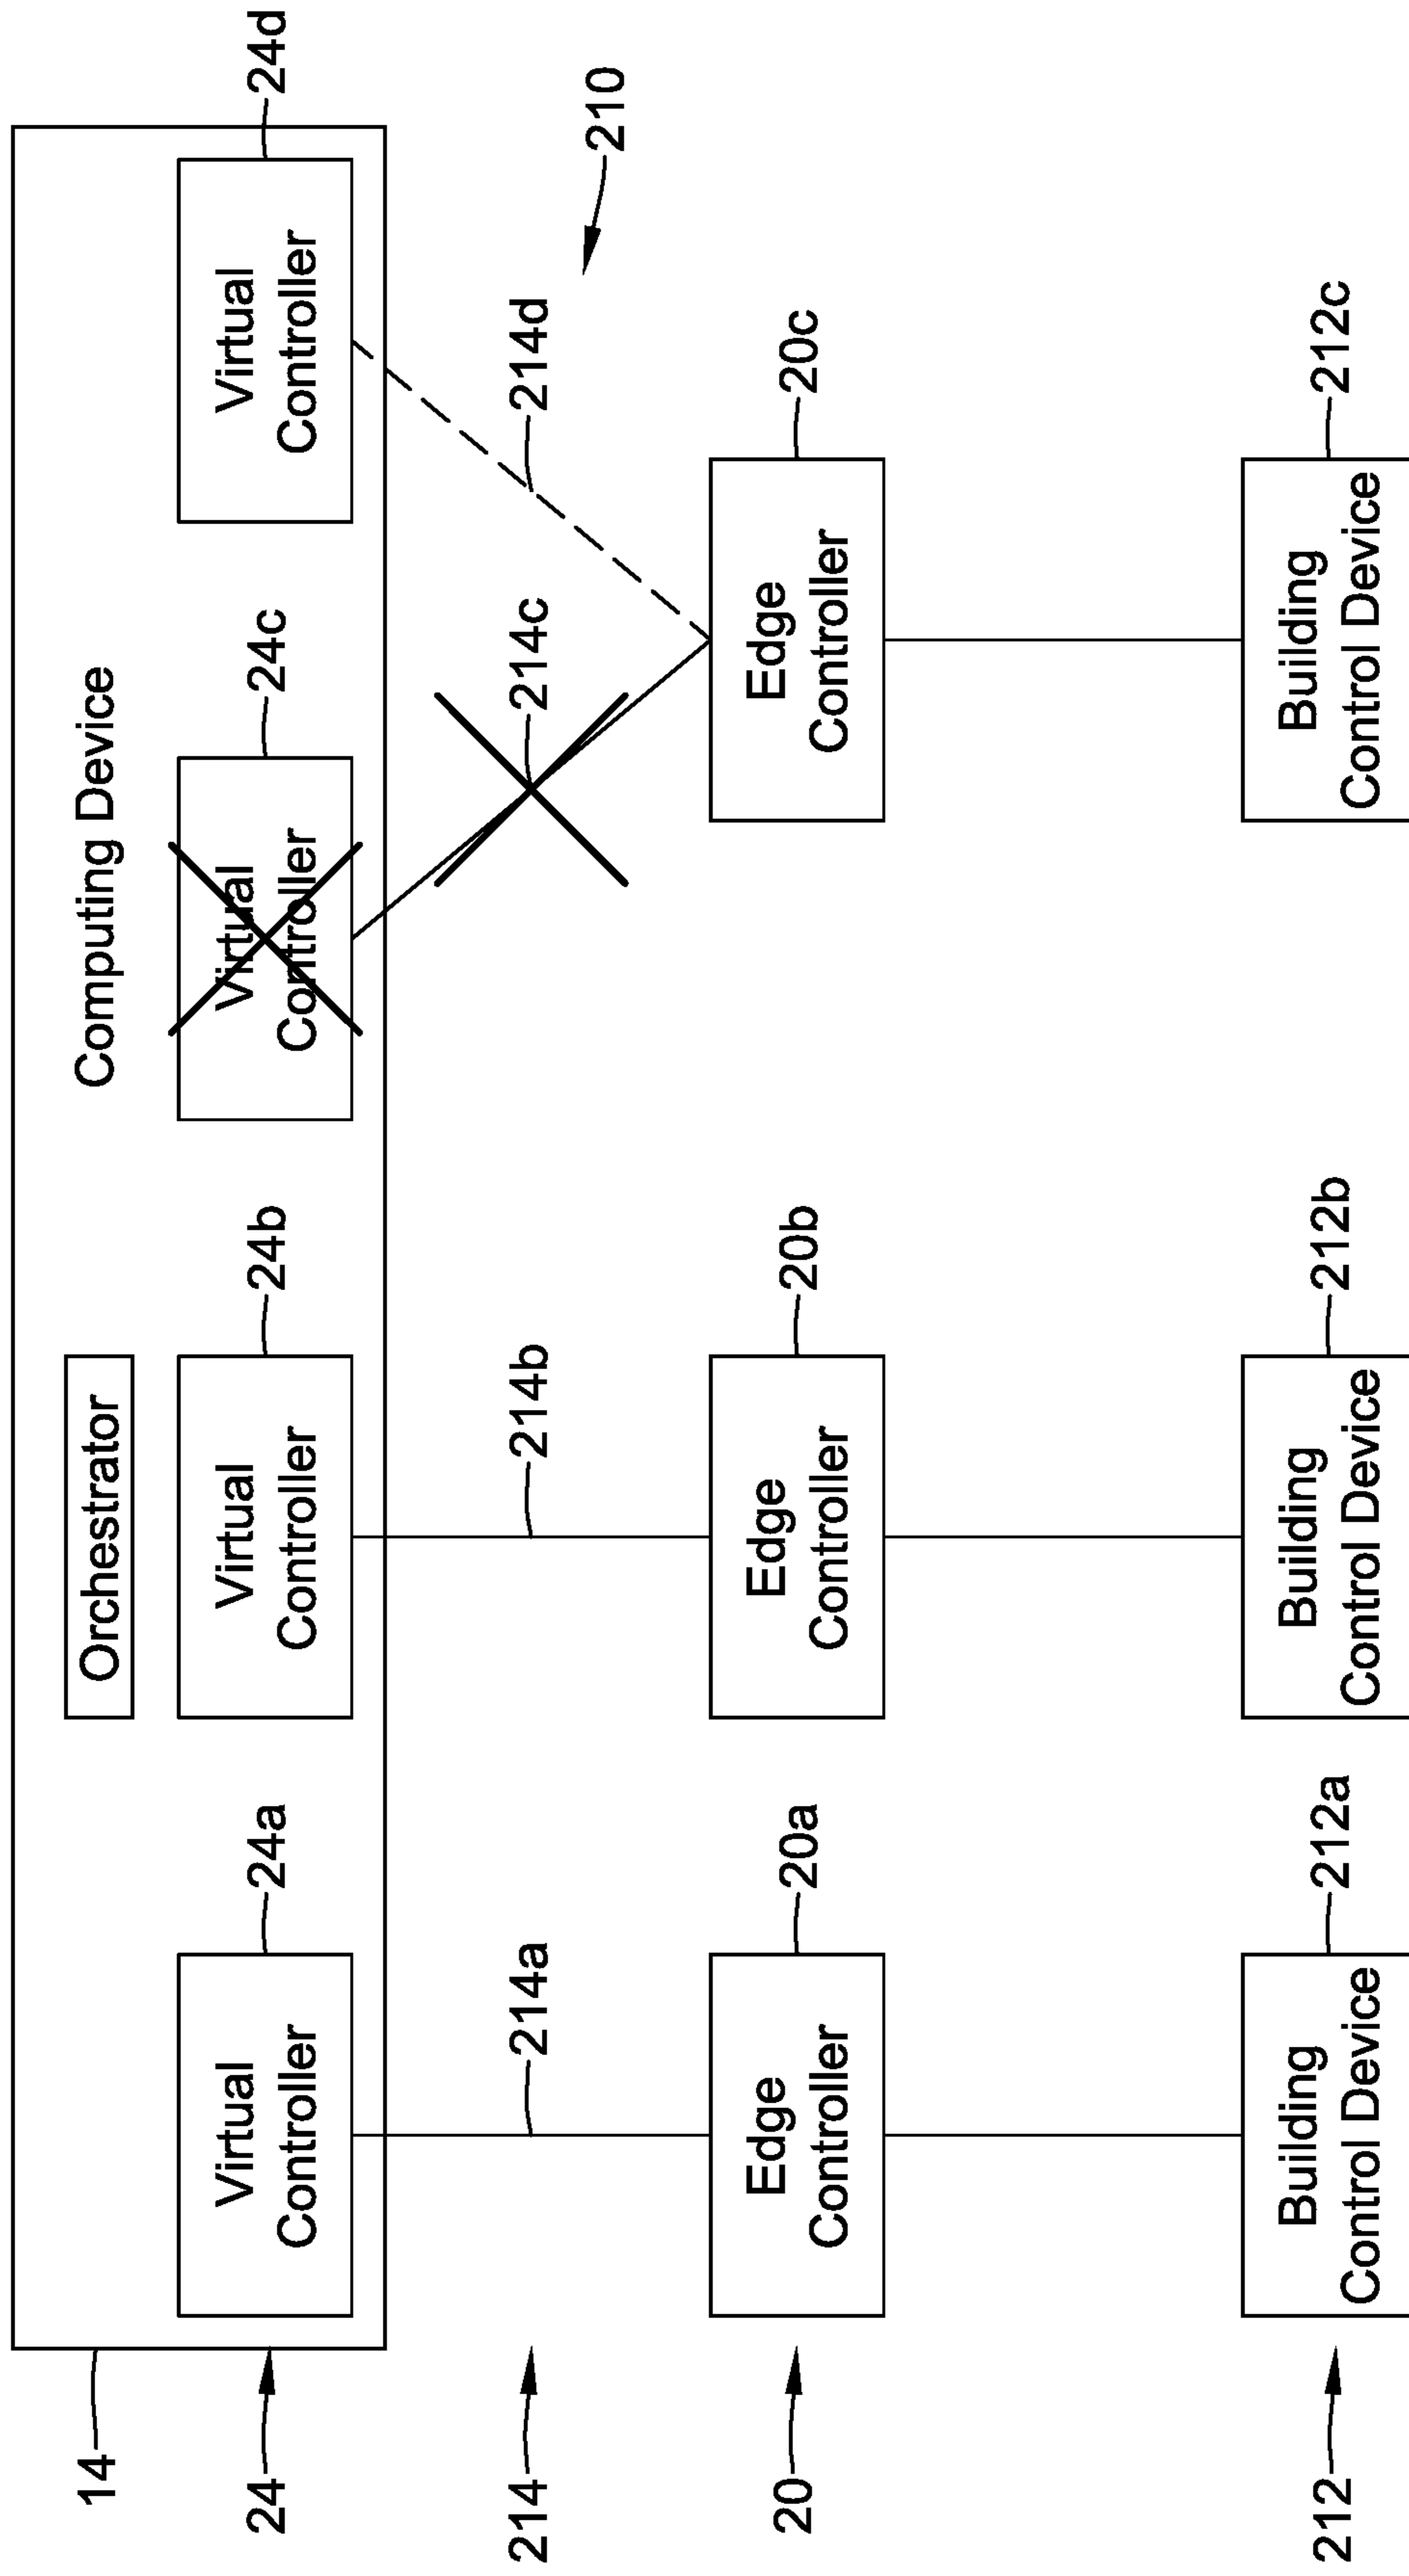 14
Orchestrator
Computing Device
24
Virtual
Controller
24a
Virtual
Controller
24b
Virtual
Controller
24c
Virtual
Controller
24d
214
214a
214b
214c
214d
210
20
Edge
Controller
20a
Edge
Controller
20b
Edge
Controller
20c
212
Building
Control Device
212a
Building
Control Device
212b
Building
Control Device
212c